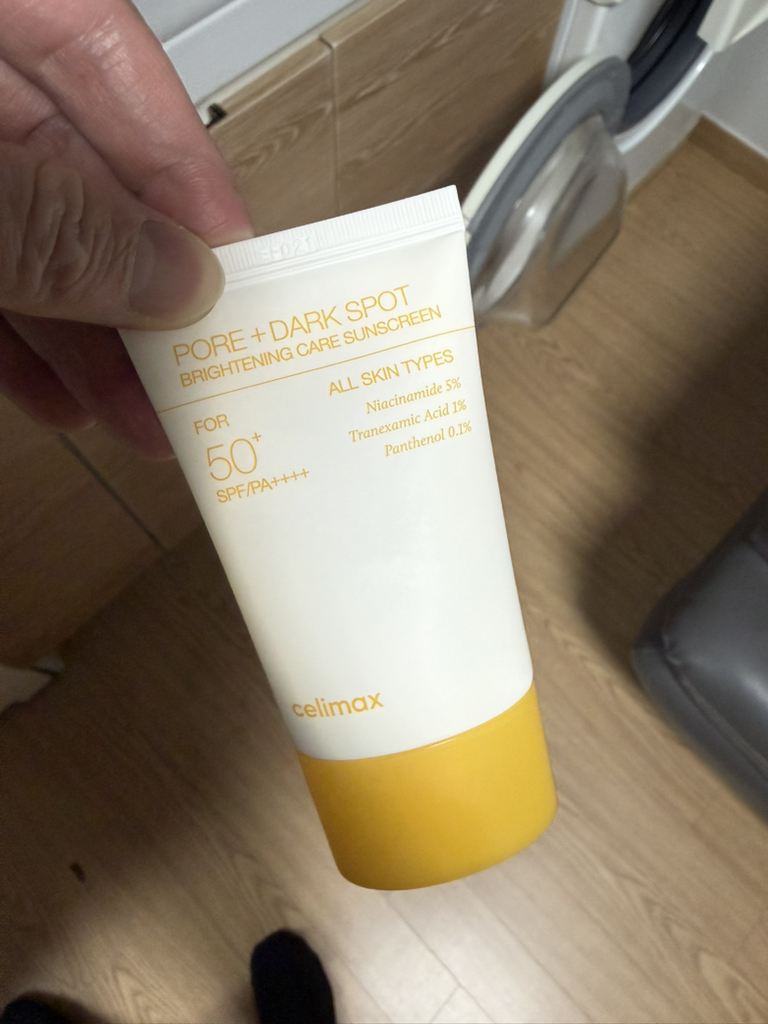 PORE + DARK SPOT
BRIGHTENING CARE SUNSCREEN
FOR
50+
SPF/PA++++
ALL SKIN TYPES
Niacinamide 5%
Tranexamic Acid 1%
Panthenol 0.1%
celimax